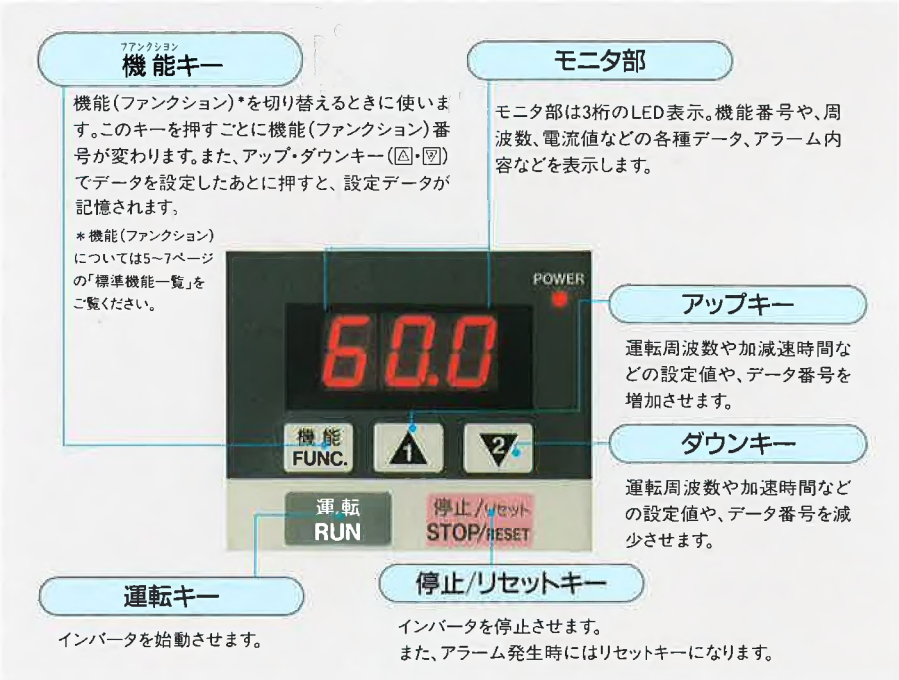 ファンクション
機能キー
機能(ファンクション)*を切り替えるときに使いま
す。このキーを押すごとに機能(ファンクション)番
号が変わります。また、アップ・ダウンキー(△・▽)
でデータを設定したあとに押すと、設定データが
記憶されます。
*機能(ファンクション)
については5~7ページ
の「標準機能一覧」を
ご覧ください。
モニタ部
モニタ部は3桁のLED表示。機能番号や、周
波数、電流値などの各種データ、アラーム内
容などを表示します。
POWER
60.0
機能
FUNC.
1
2
運転
RUN
停止/リセット
STOP/RESET
アップキー
運転周波数や加減速時間な
どの設定値や、データ番号を
増加させます。
ダウンキー
運転周波数や加速時間など
の設定値や、データ番号を減
少させます。
運転キー
インバータを始動させます。
停止/リセットキー
インバータを停止させます。
また、アラーム発生時にはリセットキーになります。